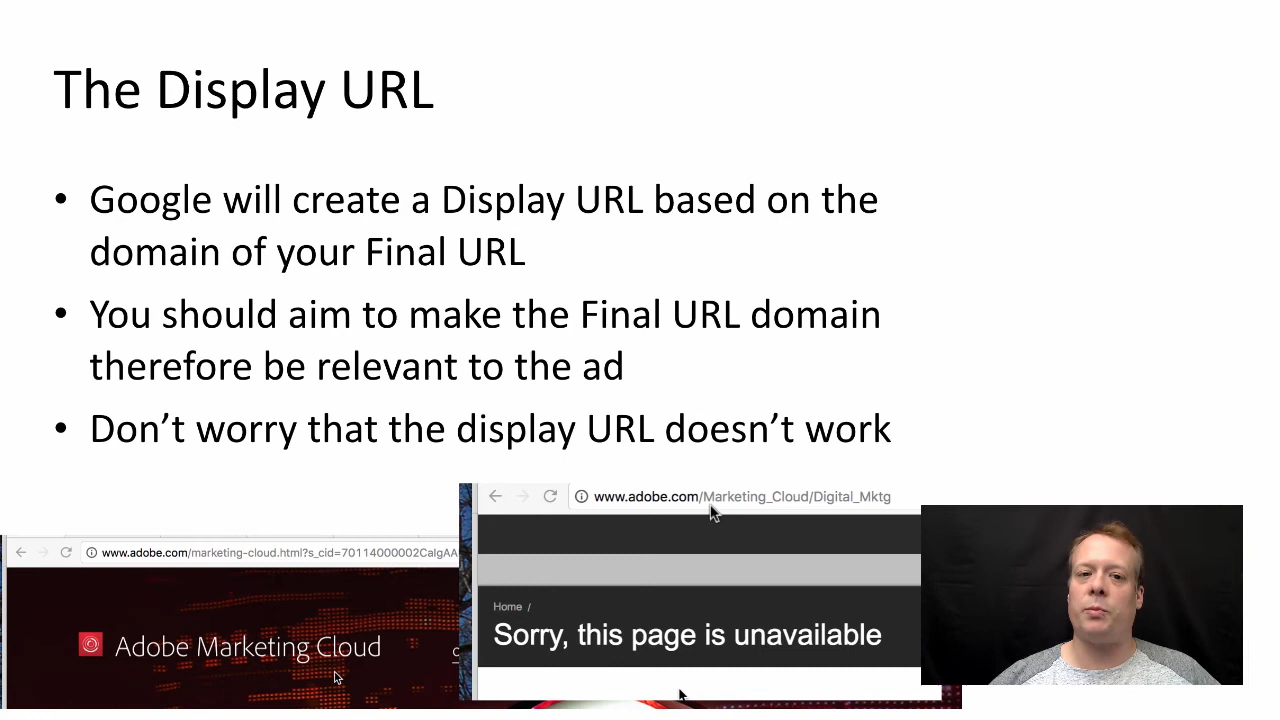 The Display URL
• Google will create a Display URL based on the
domain of your Final URL
• You should aim to make the Final URL domain
therefore be relevant to the ad
• Don’t worry that the display URL doesn’t work
www.adobe.com/Marketing_Cloud/Digital_Mktg
www.adobe.com/marketing-cloud.html?s_cid=70114000002CaIgAA
Home /
Sorry, this page is unavailable
Adobe Marketing Cloud